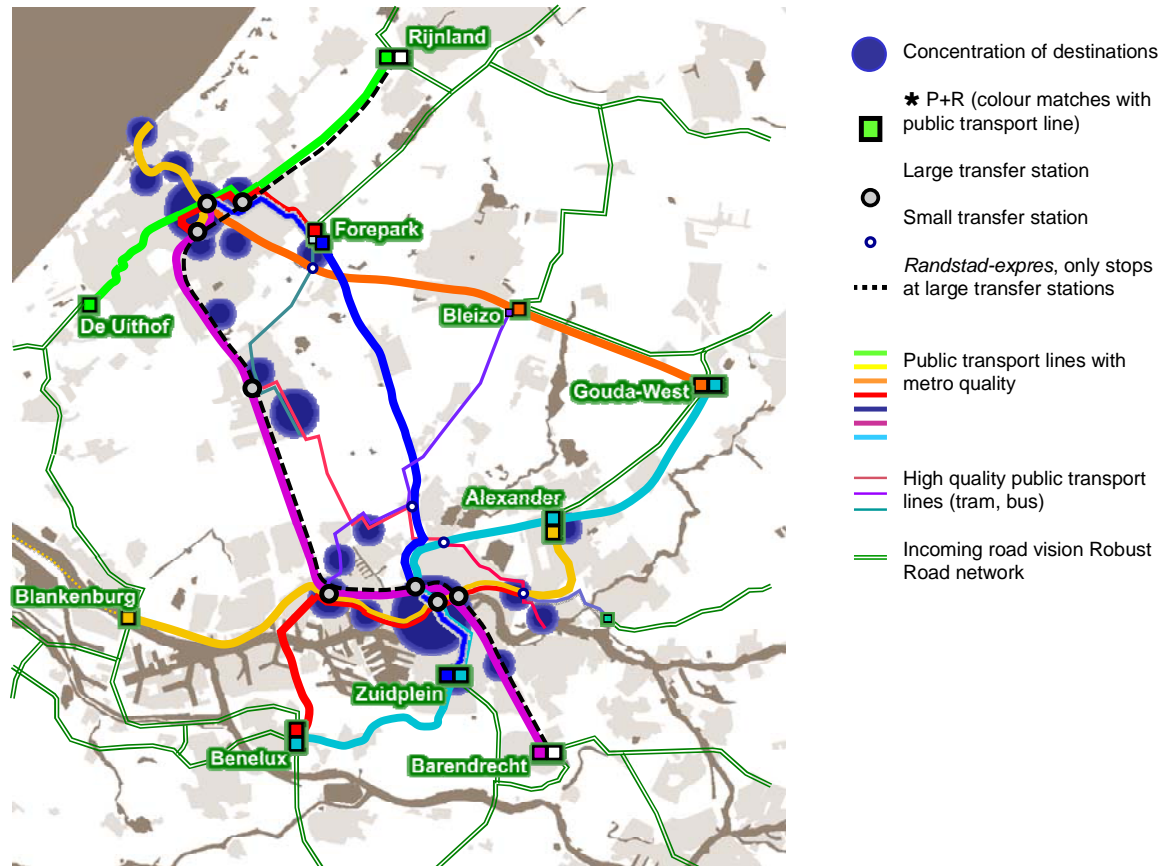 Rijnland
Forepark
De Uithof
Bleizo
Gouda-West
Alexander
Blankenburg
Zuidplein
Benelux
Barendrecht
Concentration of destinations
* P+R (colour matches with
public transport line)
Large transfer station
Small transfer station
Randstad-expres, only stops
at large transfer stations
Public transport lines with
metro quality
High quality public transport
lines (tram, bus)
Incoming road vision Robust
Road network